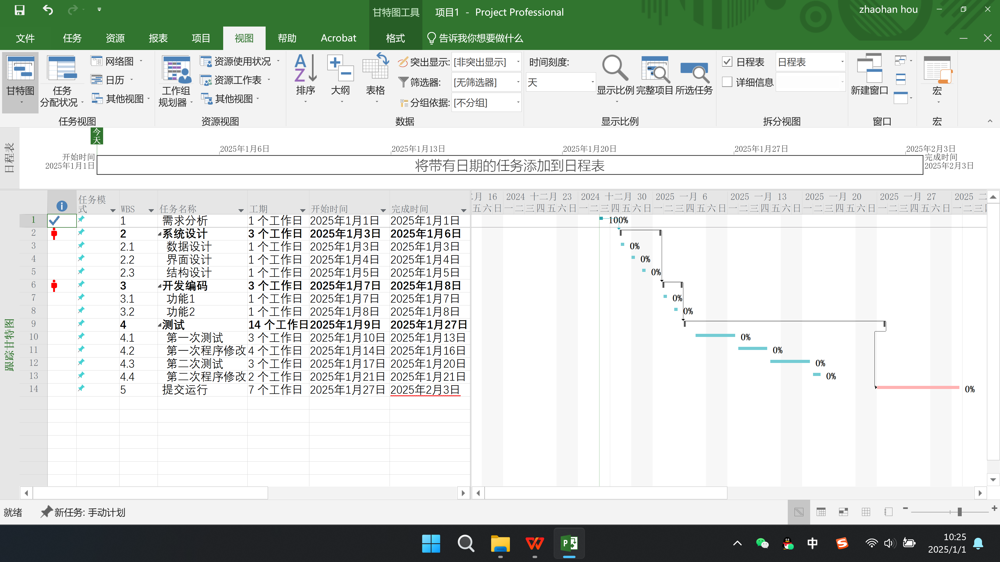 甘特图工具 项目1 - Project Professional zhaohan hou
文件 任务 资源 报表 项目 视图 帮助 Acrobat 格式 告诉我你想要做什么
网络图 资源使用状况 突出显示: [非突出显示] 时间刻度: 日程表 日程表
日历 资源工作表 筛选器: [无筛选器] 天 详细信息
甘特图 任务 工作组 排序 大纲 表格 显示比例 完整项目 所选任务 新建窗口 宏
分配状况 其他视图 规划器 其他视图 分组依据: [不分组]
任务视图 资源视图 数据 显示比例 拆分视图 窗口 宏
日程表
今天
2025年1月6日 2025年1月13日 2025年1月20日 2025年1月27日 2025年2月3日
开始时间
2025年1月1日
将带有日期的任务添加到日程表
完成时间
2025年2月3日
跟踪甘特图
任务模式 WBS 任务名称 工期 开始时间 完成时间
月 16 2024 十二月 23 2024 十二月 30 2025 一月 6 2025 一月 13 2025 一月 20 2025 一月 27 2025 二
五六日一二三四五六日一二三四五六日一二三四五六日一二三四五六日一二三四五六日一二三四五六日一二三
1 1 需求分析 1 个工作日 2025年1月1日 2025年1月1日 100%
2 2 系统设计 3 个工作日 2025年1月3日 2025年1月6日
3 2.1 数据设计 1 个工作日 2025年1月3日 2025年1月3日 0%
4 2.2 界面设计 1 个工作日 2025年1月4日 2025年1月4日 0%
5 2.3 结构设计 1 个工作日 2025年1月5日 2025年1月5日 0%
6 3 开发编码 3 个工作日 2025年1月7日 2025年1月8日
7 3.1 功能1 1 个工作日 2025年1月7日 2025年1月7日 0%
8 3.2 功能2 1 个工作日 2025年1月8日 2025年1月8日 0%
9 4 测试 14 个工作日 2025年1月9日 2025年1月27日
10 4.1 第一次测试 3 个工作日 2025年1月10日 2025年1月13日 0%
11 4.2 第一次程序修改 4 个工作日 2025年1月14日 2025年1月16日 0%
12 4.3 第二次测试 3 个工作日 2025年1月17日 2025年1月20日 0%
13 4.4 第二次程序修改 2 个工作日 2025年1月21日 2025年1月21日 0%
14 5 提交运行 7 个工作日 2025年1月27日 2025年2月3日 0%
就绪 新任务: 手动计划
中 10:25
2025/1/1